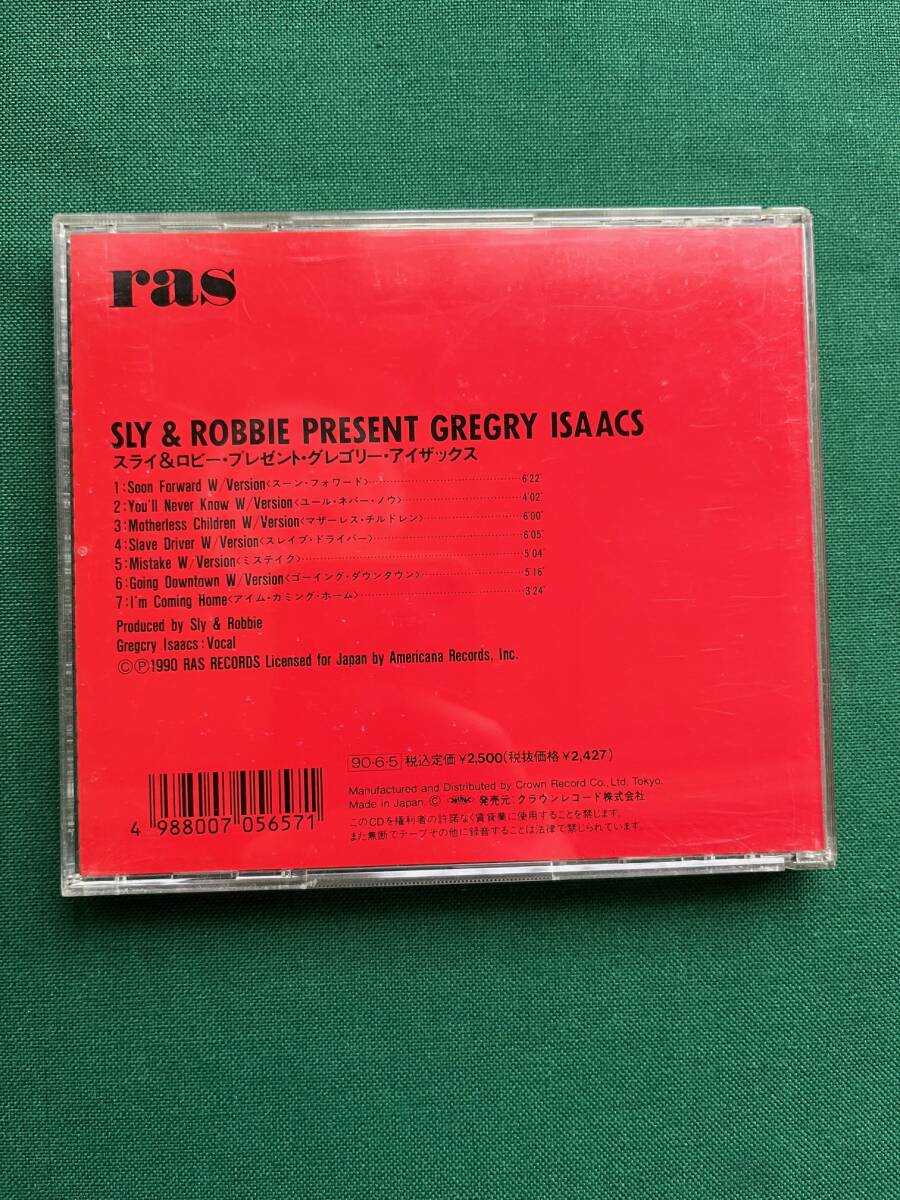 ras
SLY & ROBBIE PRESENT GREGRY ISAACS
スライ&ロビー・プレゼント・グレゴリー・アイザックス
1:Soon Forward W/Version<スーン・フォワード>……6′22″
2:You'll Never Know W/Version<ユール・ネバー・ノウ>……4′02″
3:Motherless Children W/Version<マザーレス・チルドレン>……6′00″
4:Slave Driver W/Version<スレイブ・ドライバー>……6′05″
5:Mistake W/Version<ミステイク>……5′04″
6:Going Downtown W/Version<ゴーイング・ダウンタウン>……5′16″
7:I'm Coming Home<アイム・カミング・ホーム>……3′24″
Produced by Sly & Robbie
Gregcry Isaacs:Vocal
©℗1990 RAS RECORDS Licensed for Japan by Americana Records, Inc.
90·6·5 税込定価¥2,500(税抜価格¥2,427)
Manufactured and Distributed by Crown Record Co., Ltd. Tokyo.
Made in Japan. © 発売元:クラウンレコード株式会社
このCDを権利者の許諾なく賃貸業に使用することを禁じます。
また無断でテープその他に録音することは法律で禁じられています。
4 988007 056571